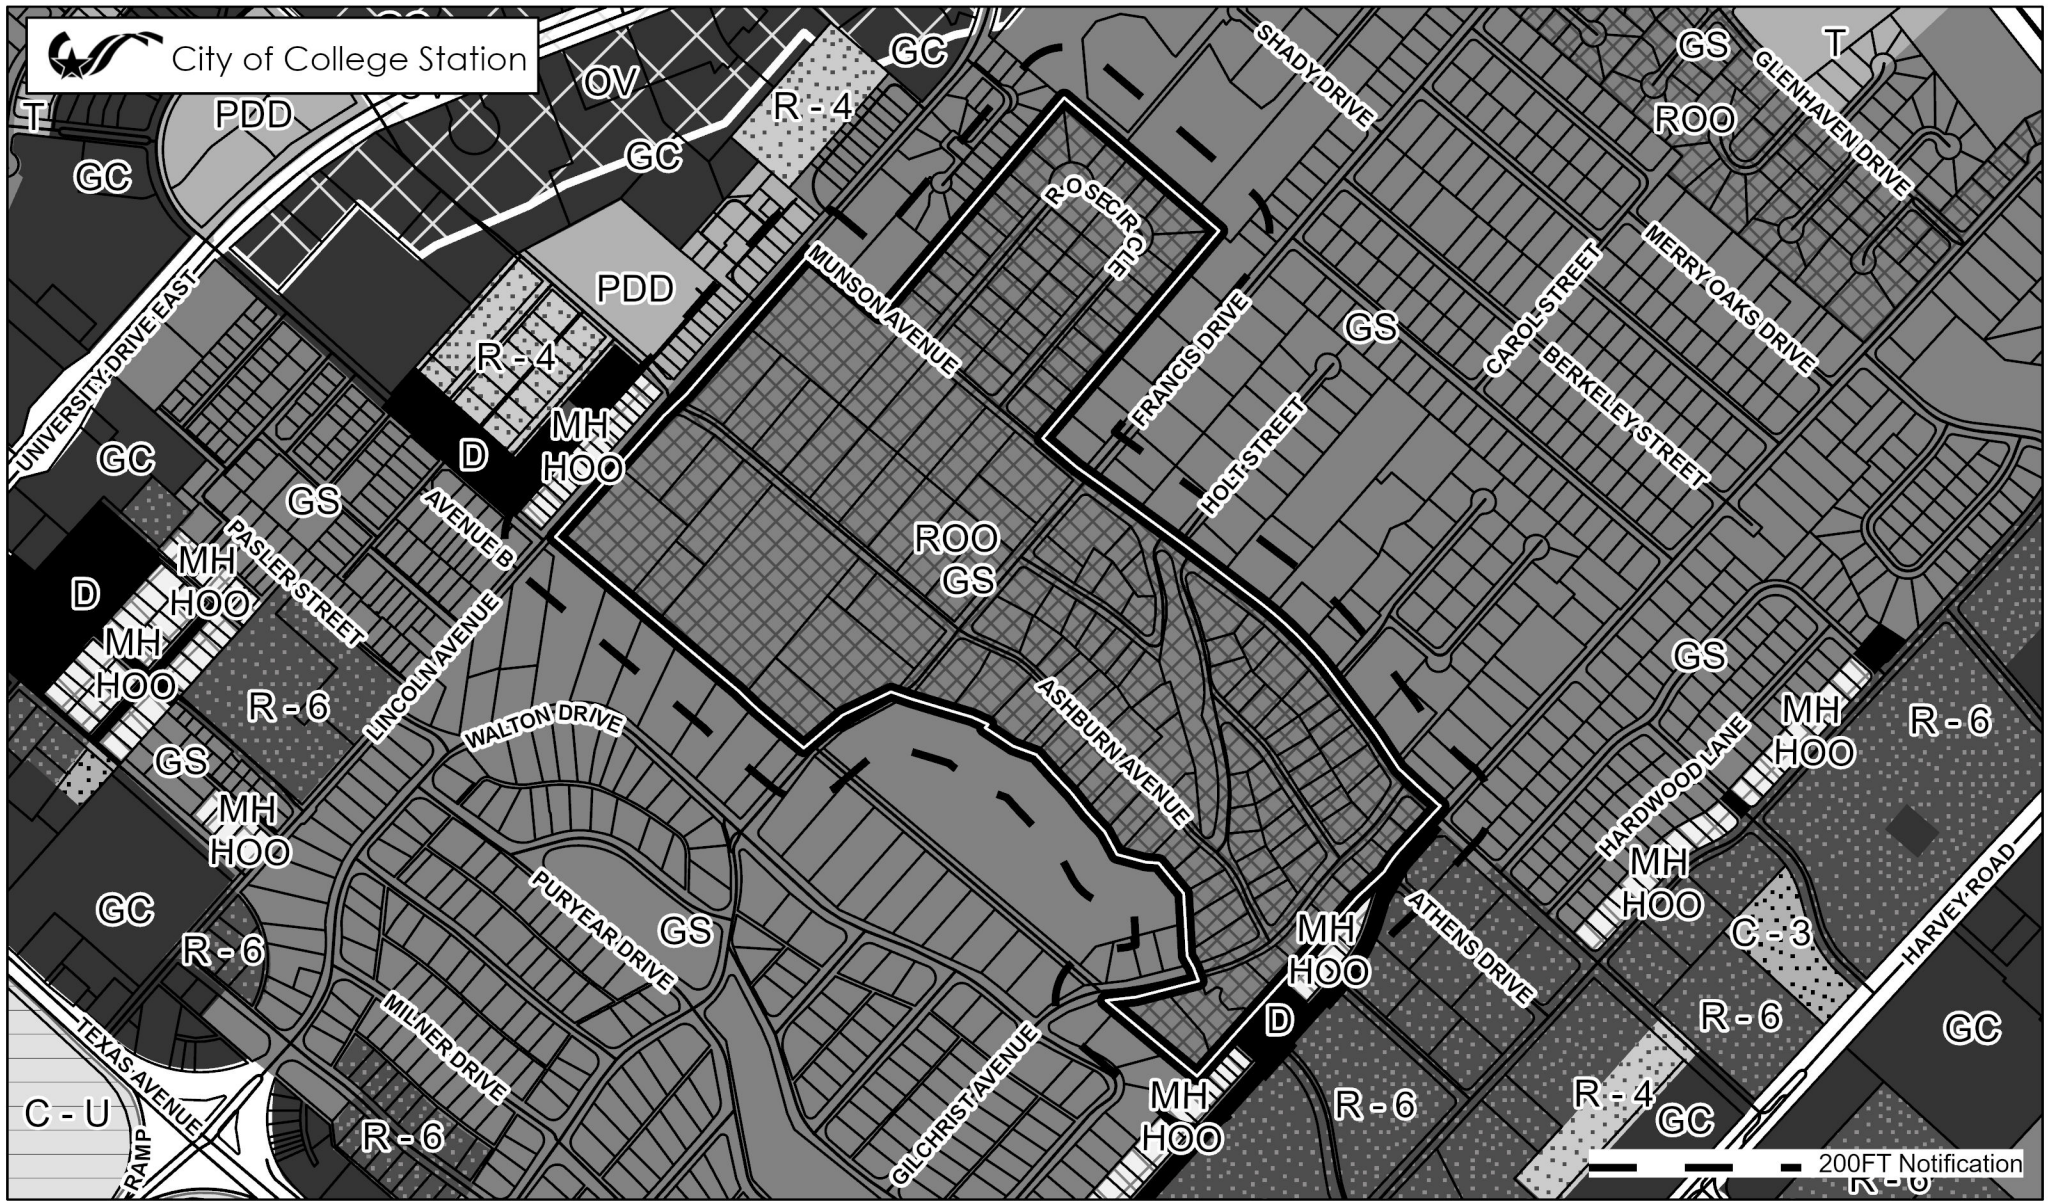 City of College Station
GC
OV
R - 4
SHADY DRIVE
GS
T
GLENHAVEN DRIVE
T
PDD
ROO
GC
GC
ROSECIRCLE
MUNSON AVENUE
PDD
MERRY OAKS DRIVE
CAROL STREET
UNIVERSITY DRIVE EAST
FRANCIS DRIVE
GS
R - 4
BERKELEY STREET
MH
HOO
D
GC
HOLT STREET
GS
AVENUE B
PASLER STREET
ROO
GS
MH
HOO
D
LINCOLN AVENUE
MH
HOO
R - 6
GS
ASHBURN AVENUE
WALTON DRIVE
MH
HOO
R - 6
HARDWOOD LANE
GS
MH
HOO
MH
HOO
PURYEAR DRIVE
GS
GC
R - 6
ATHENS DRIVE
MH
HOO
C - 3
HARVEY ROAD
D
R - 6
GC
MILNER DRIVE
TEXAS AVENUE
GILCHRIST AVENUE
MH
HOO
R - 6
R - 4
GC
C - U
R - 6
RAMP
200FT Notification
R - 6